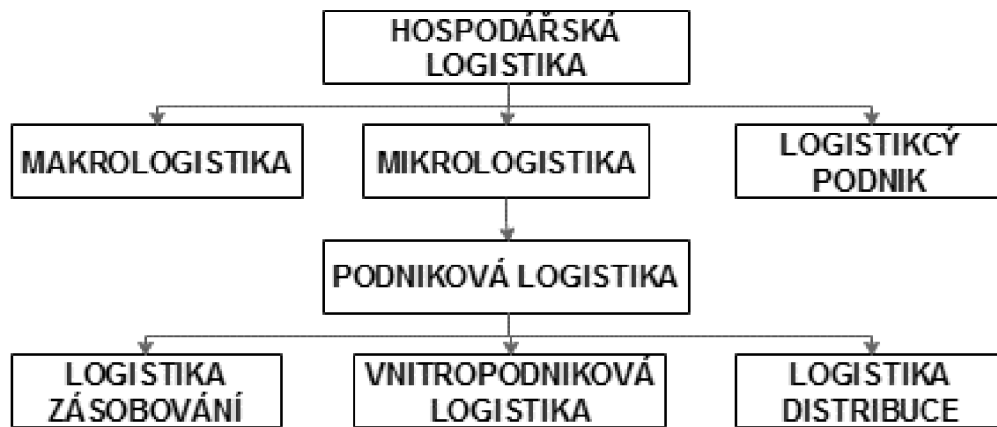 HOSPODÁŘSKÁ
LOGISTIKA
MAKROLOGISTIKA
MIKROLOGISTIKA
LOGISTIKCÝ
PODNIK
PODNIKOVÁ LOGISTIKA
LOGISTIKA
ZÁSOBOVÁNÍ
VNITROPODNIKOVÁ
LOGISTIKA
LOGISTIKA
DISTRIBUCE